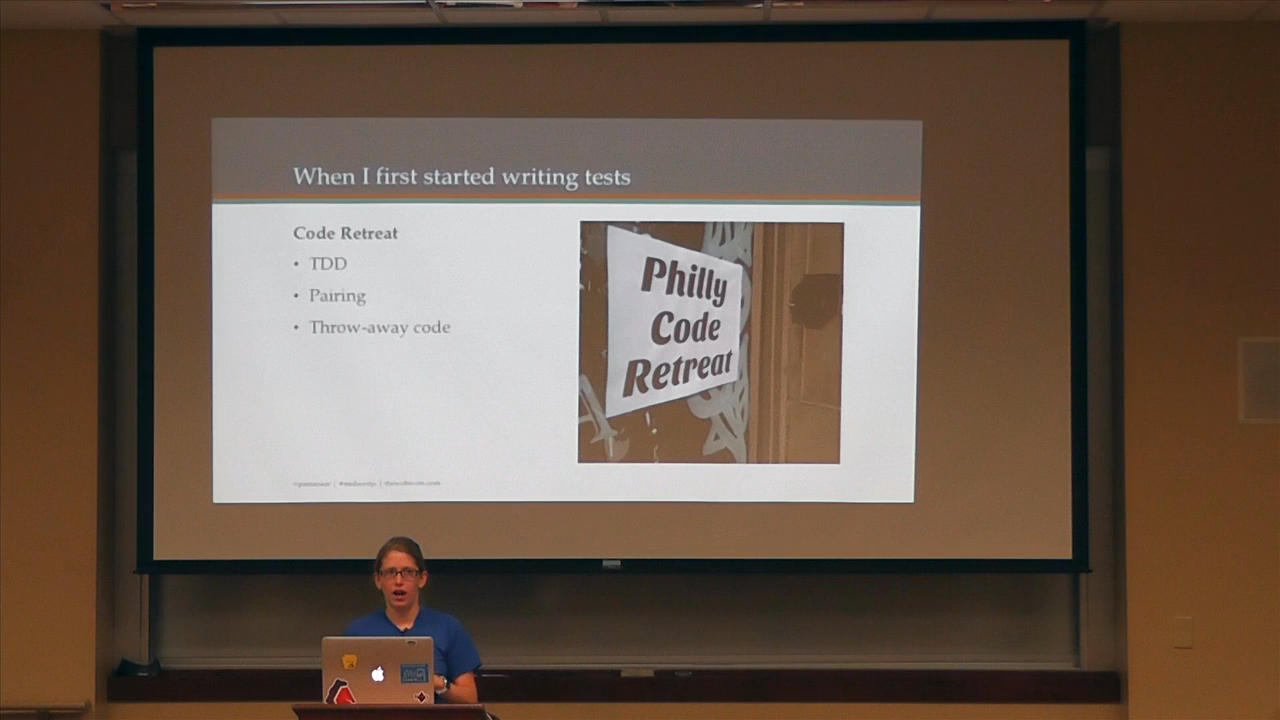 When I first started writing tests
Code Retreat
• TDD
• Pairing
• Throw-away code
Philly
Code
Retreat